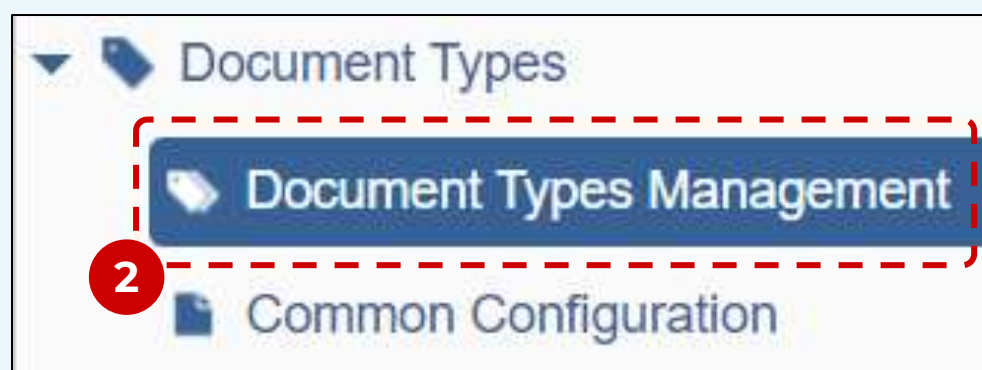 Document Types
Document Types Management
2
Common Configuration